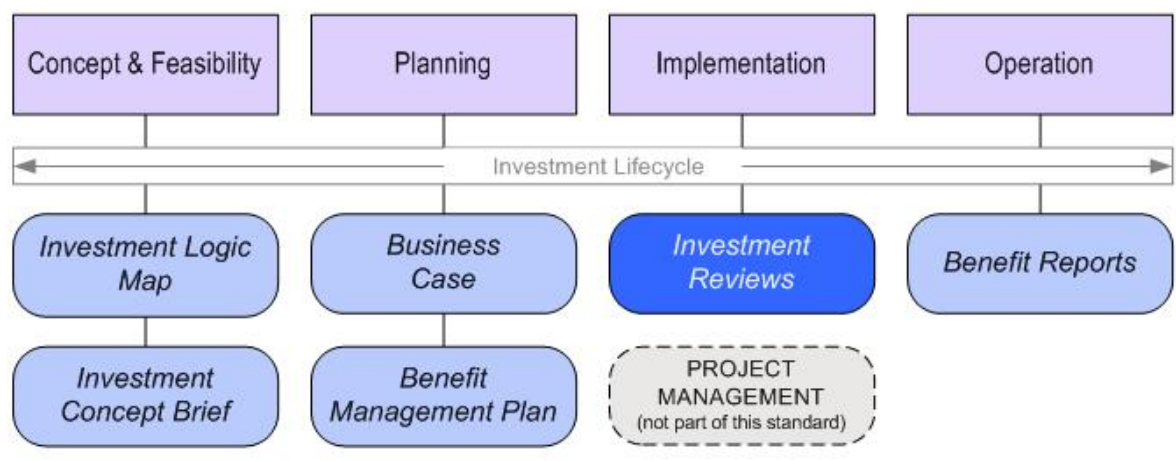 Concept & Feasibility
Planning
Implementation
Operation
Investment Lifecycle
Investment Logic
Map
Business
Case
Investment
Reviews
Benefit Reports
Investment
Concept Brief
Benefit
Management Plan
PROJECT
MANAGEMENT
(not part of this standard)